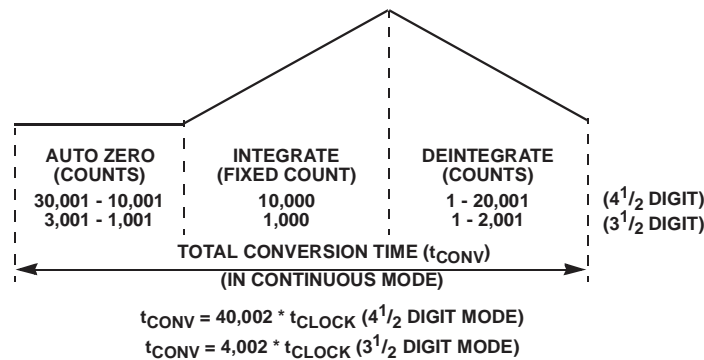 AUTO ZERO
(COUNTS)
30,001 - 10,001
3,001 - 1,001
INTEGRATE
(FIXED COUNT)
10,000
1,000
DEINTEGRATE
(COUNTS)
1 - 20,001
1 - 2,001
(4 1/2 DIGIT)
(3 1/2 DIGIT)
TOTAL CONVERSION TIME (tCONV)
(IN CONTINUOUS MODE)
tCONV = 40,002 * tCLOCK (4 1/2 DIGIT MODE)
tCONV = 4,002 * tCLOCK (3 1/2 DIGIT MODE)